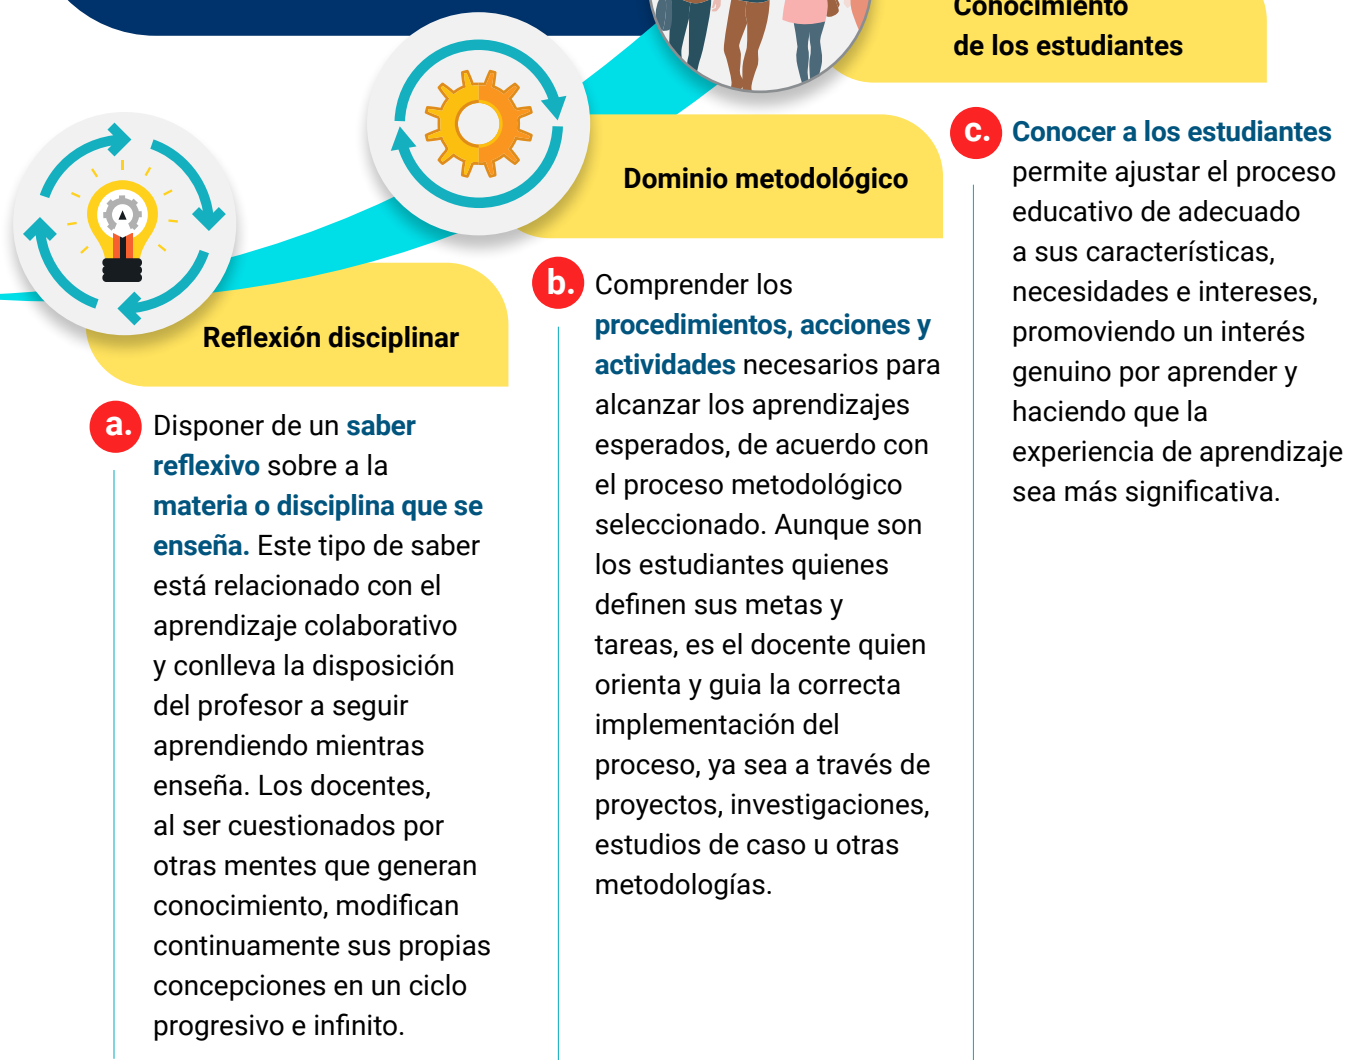 Reflexión disciplinar
a.
Disponer de un saber
reflexivo sobre a la
materia o disciplina que se
enseña. Este tipo de saber
está relacionado con el
aprendizaje colaborativo
y conlleva la disposición
del profesor a seguir
aprendiendo mientras
enseña. Los docentes,
al ser cuestionados por
otras mentes que generan
conocimiento, modifican
continuamente sus propias
concepciones en un ciclo
progresivo e infinito.
Dominio metodológico
b.
Comprender los
procedimientos, acciones y
actividades necesarios para
alcanzar los aprendizajes
esperados, de acuerdo con
el proceso metodológico
seleccionado. Aunque son
los estudiantes quienes
definen sus metas y
tareas, es el docente quien
orienta y guia la correcta
implementación del
proceso, ya sea a través de
proyectos, investigaciones,
estudios de caso u otras
metodologías.
Conocimiento
de los estudiantes
c.
Conocer a los estudiantes
permite ajustar el proceso
educativo de adecuado
a sus características,
necesidades e intereses,
promoviendo un interés
genuino por aprender y
haciendo que la
experiencia de aprendizaje
sea más significativa.